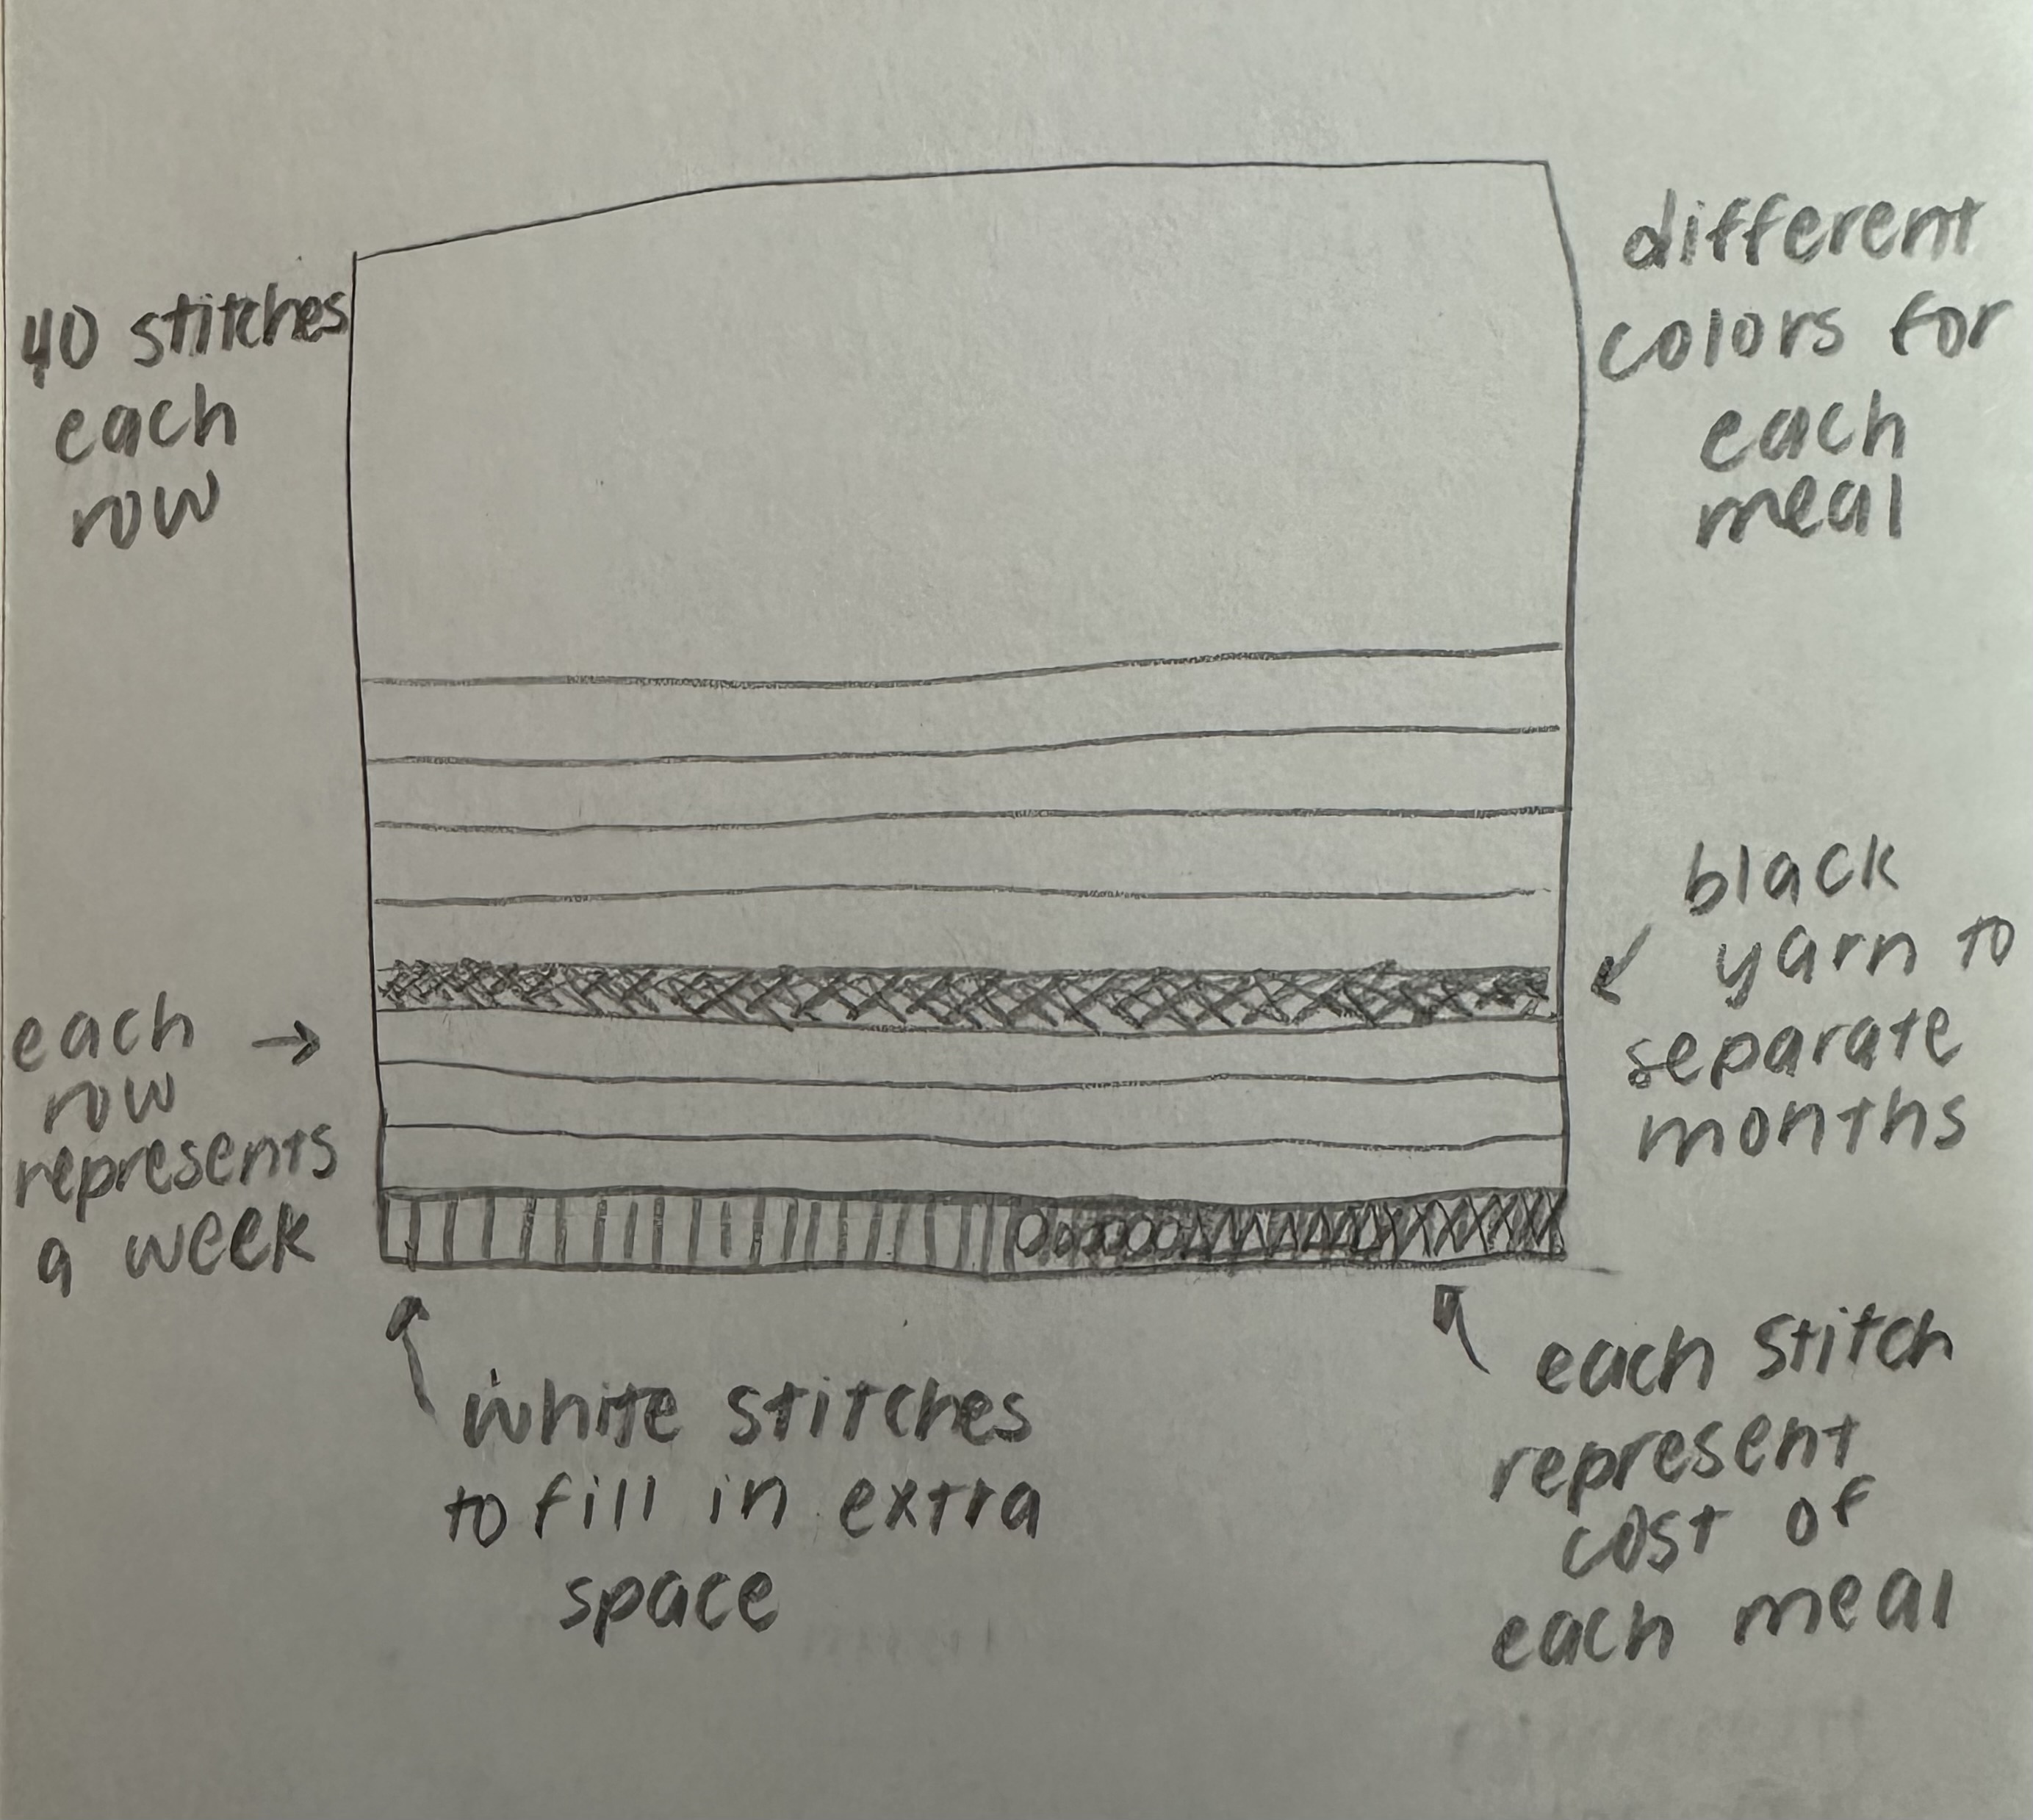 40 stitches
each
row
different
colors for
each
meal
black
yarn to
separate
months
each
row
represents
a week
white stitches
to fill in extra
space
each stitch
represent
cost of
each meal